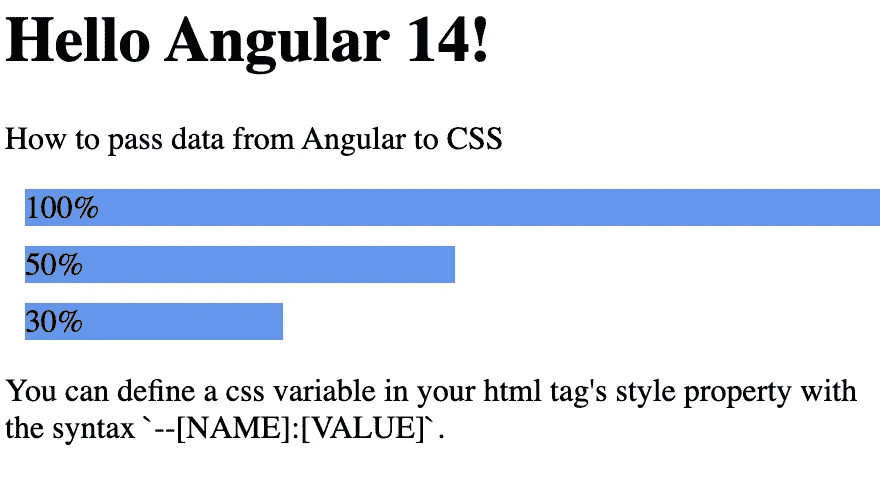 Hello Angular 14!
How to pass data from Angular to CSS
100%
50%
30%
You can define a css variable in your html tag's style property with
the syntax `--[NAME]:[VALUE]`.